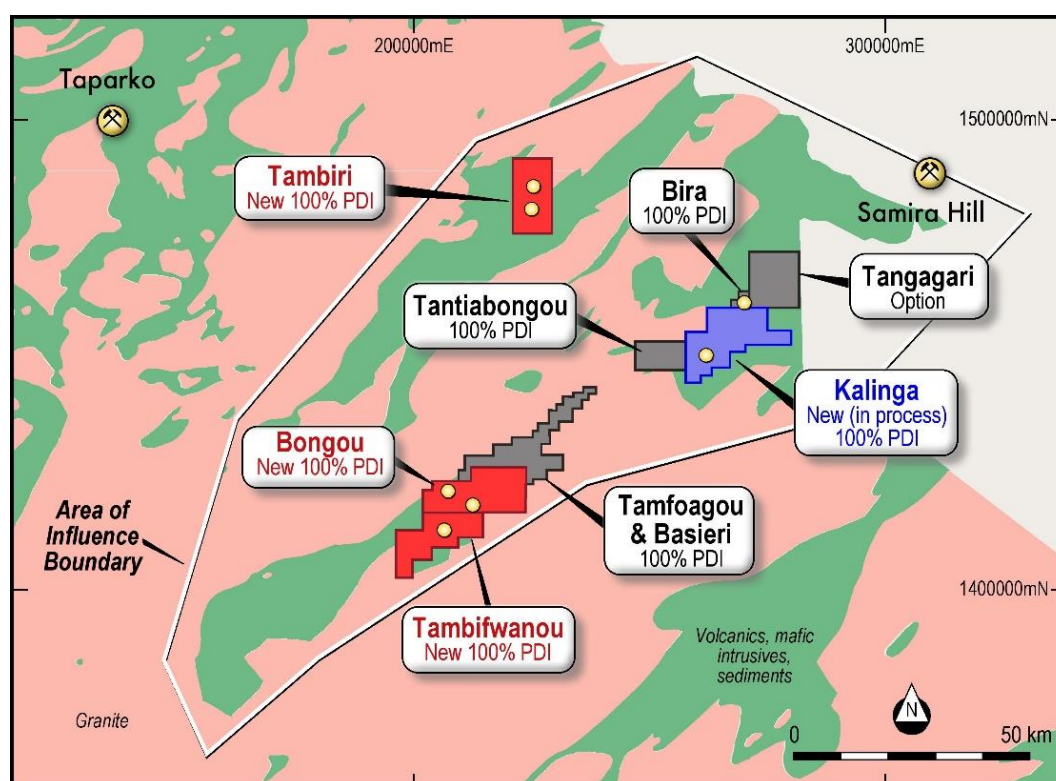 200000mE
300000mE
Taparko
1500000mN
Tambiri
New 100% PDI
Bira
100% PDI
Samira Hill
Tantiabongou
100% PDI
Tangagari
Option
Kalinga
New (in process)
100% PDI
Bongou
New 100% PDI
Area of
Influence
Boundary
Tamfoagou
& Basieri
100% PDI
1400000mN
Tambifwanou
New 100% PDI
Volcanics, mafic
intrusives,
sediments
Granite
N
0
50 km